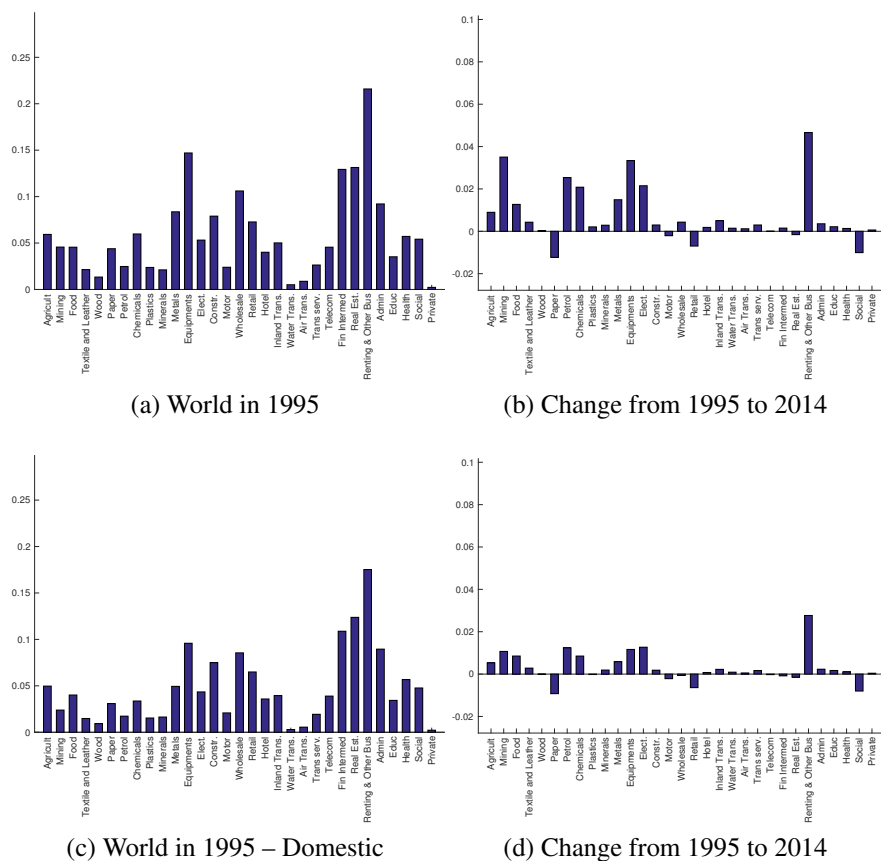 0.25
0.2
0.15
0.1
0.05
0
Agricult
Mining
Food
Textile and Leather
Wood
Paper
Petrol
Chemicals
Plastics
Minerals
Metals
Equipments
Elect.
Constr.
Motor
Wholesale
Retail
Hotel
Inland Trans.
Water Trans.
Air Trans.
Trans serv.
Telecom
Fin Intermed
Real Est.
Renting & Other Bus
Admin
Educ
Health
Social
Private
(a) World in 1995
0.1
0.08
0.06
0.04
0.02
0
-0.02
Agricult
Mining
Food
Textile and Leather
Wood
Paper
Petrol
Chemicals
Plastics
Minerals
Metals
Equipments
Elect.
Constr.
Motor
Wholesale
Retail
Hotel
Inland Trans.
Water Trans.
Air Trans.
Trans serv.
Telecom
Fin Intermed
Real Est.
Renting & Other Bus
Admin
Educ
Health
Social
Private
(b) Change from 1995 to 2014
0.25
0.2
0.15
0.1
0.05
0
Agricult
Mining
Food
Textile and Leather
Wood
Paper
Petrol
Chemicals
Plastics
Minerals
Metals
Equipments
Elect.
Constr.
Motor
Wholesale
Retail
Hotel
Inland Trans.
Water Trans.
Air Trans.
Trans serv.
Telecom
Fin Intermed
Real Est.
Renting & Other Bus
Admin
Educ
Health
Social
Private
(c) World in 1995 – Domestic
0.1
0.08
0.06
0.04
0.02
0
-0.02
Agricult
Mining
Food
Textile and Leather
Wood
Paper
Petrol
Chemicals
Plastics
Minerals
Metals
Equipments
Elect.
Constr.
Motor
Wholesale
Retail
Hotel
Inland Trans.
Water Trans.
Air Trans.
Trans serv.
Telecom
Fin Intermed
Real Est.
Renting & Other Bus
Admin
Educ
Health
Social
Private
(d) Change from 1995 to 2014